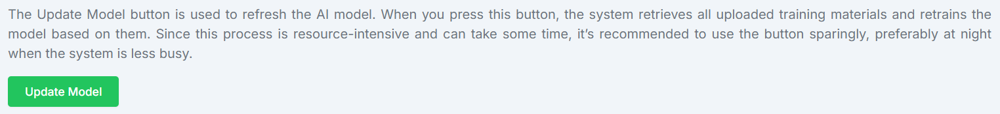 The Update Model button is used to refresh the AI model. When you press this button, the system retrieves all uploaded training materials and retrains the
model based on them. Since this process is resource-intensive and can take some time, it’s recommended to use the button sparingly, preferably at night
when the system is less busy.
Update Model